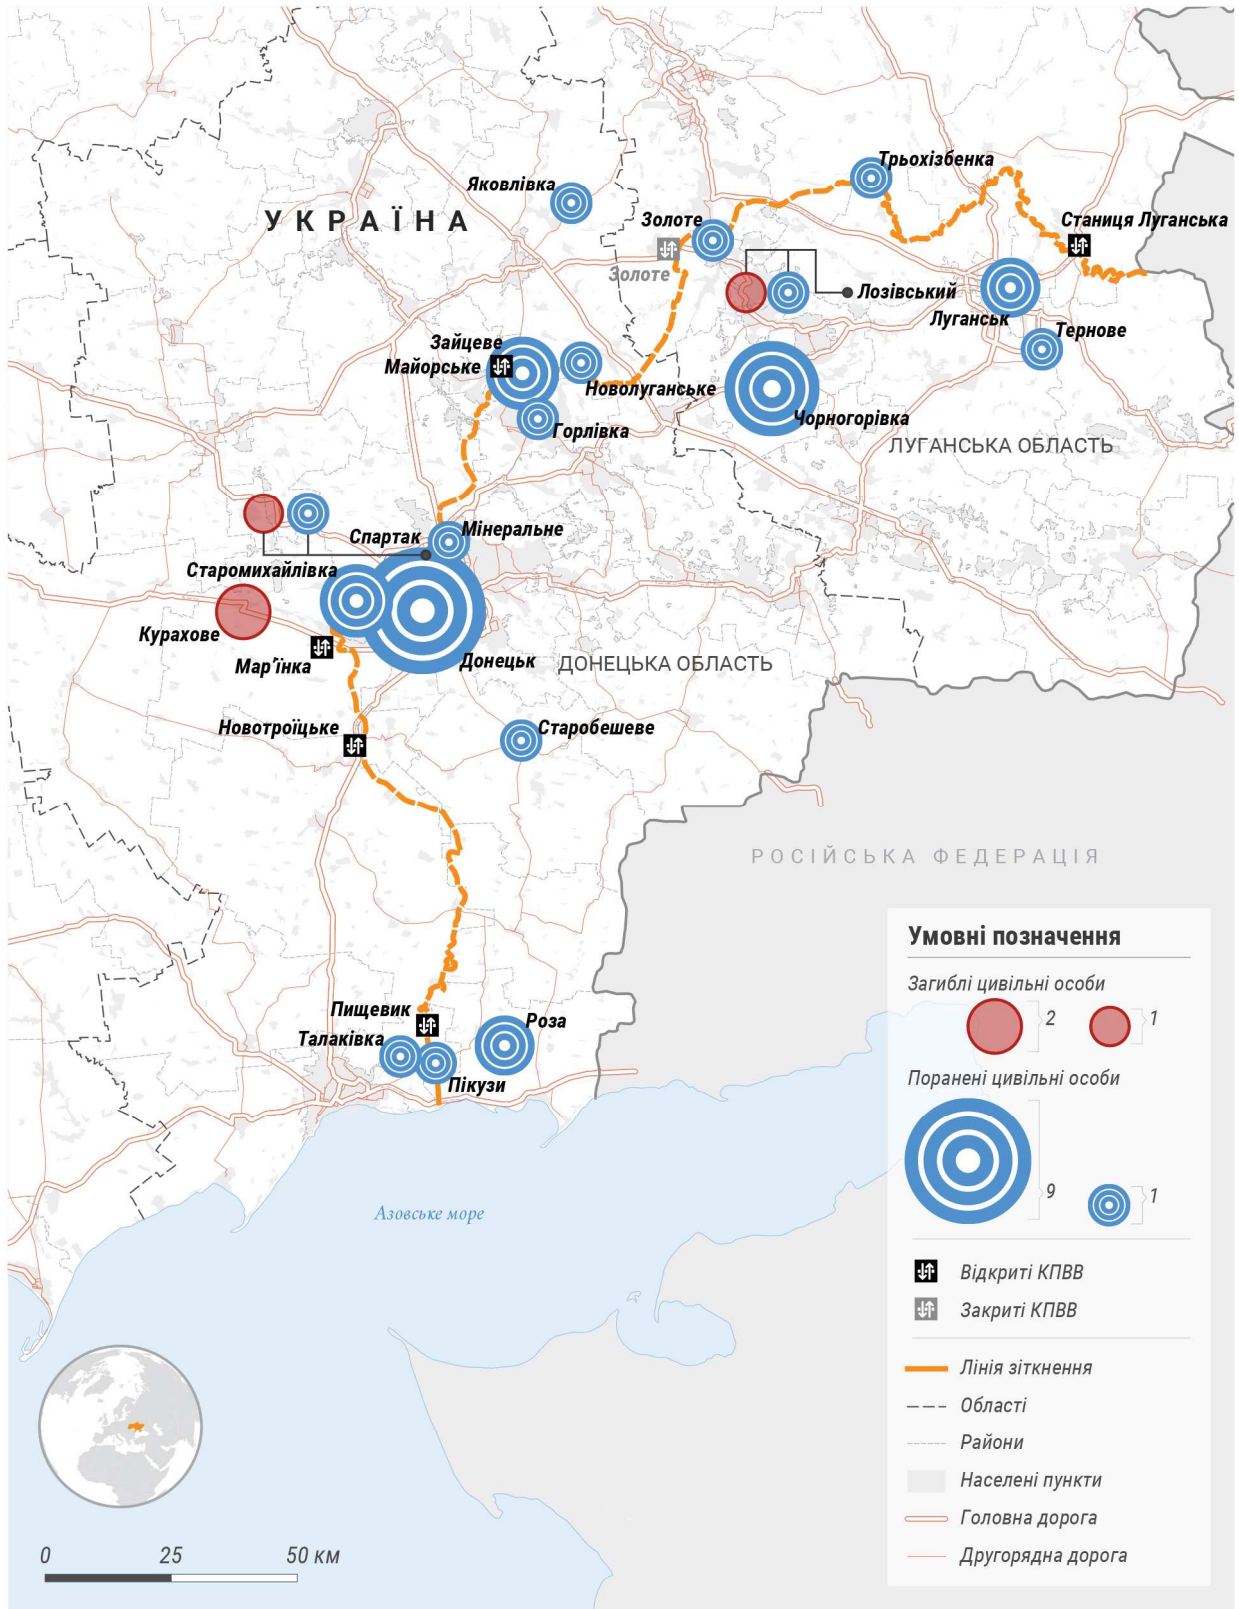 Трьохізбенка
Яковлівка
УКРАЇНА
Золоте
Станиця Луганська
Золоте
Лозівський
Луганськ
Тернове
Зайцеве
Майорське
Новолуганське
Чорногорівка
Горлівка
ЛУГАНСЬКА ОБЛАСТЬ
Спартак
Мінеральне
Старомихайлівка
Курахове
Мар'їнка
Донецьк
ДОНЕЦЬКА ОБЛАСТЬ
Новотроїцьке
Старобешеве
РОСІЙСЬКА ФЕДЕРАЦІЯ
Пищевик
Роза
Талаківка
Пікузи
Азовське море
Умовні позначення
Загиблі цивільні особи
2
1
Поранені цивільні особи
9
1
Відкриті КПВВ
Закриті КПВВ
Лінія зіткнення
Області
Райони
Населені пункти
Головна дорога
Другорядна дорога
0 25 50 км